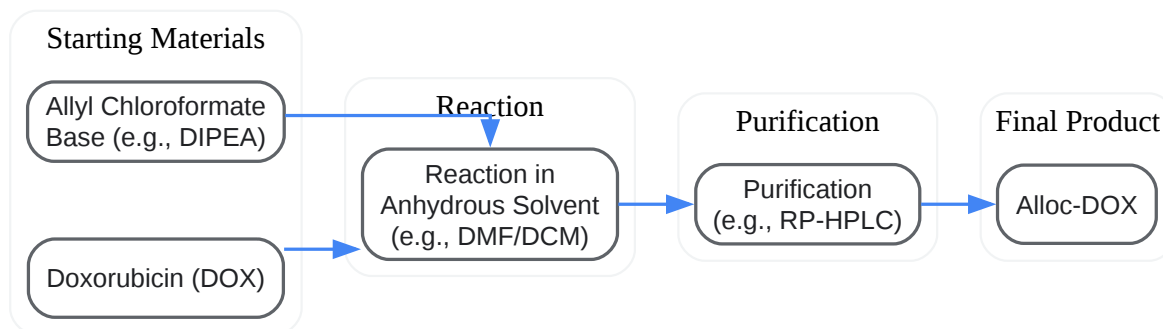 Starting Materials
Allyl Chloroformate
Base (e.g., DIPEA)
Doxorubicin (DOX)
Reaction
Reaction in
Anhydrous Solvent
(e.g., DMF/DCM)
Purification
Purification
(e.g., RP-HPLC)
Final Product
Alloc-DOX